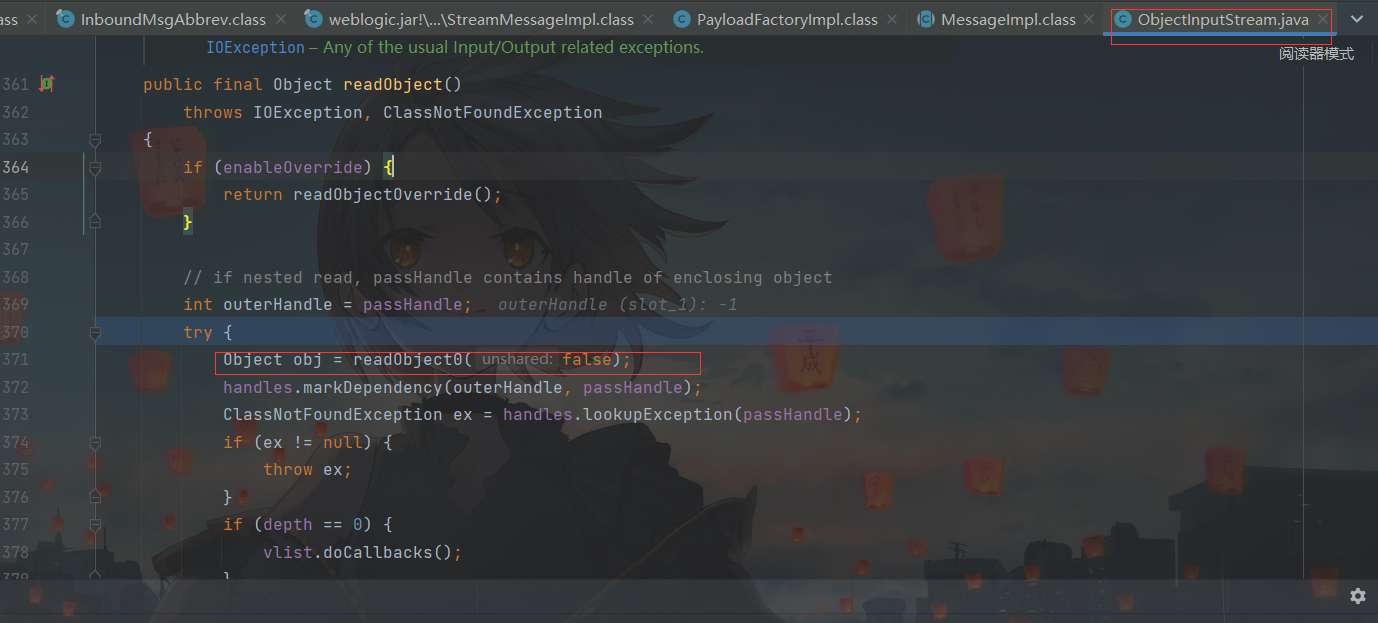 ass InboundMsgAbbrev.class weblogic.jar!\...\StreamMessageImpl.class PayloadFactoryImpl.class MessageImpl.class ObjectInputStream.java
IOException – Any of the usual Input/Output related exceptions.
阅读器模式
361 public final Object readObject()
362 throws IOException, ClassNotFoundException
363 {
364 if (enableOverride) {
365 return readObjectOverride();
366 }
367
368 // if nested read, passHandle contains handle of enclosing object
369 int outerHandle = passHandle; outerHandle (slot_1): -1
370 try {
371 Object obj = readObject0( unshared: false);
372 handles.markDependency(outerHandle, passHandle);
373 ClassNotFoundException ex = handles.lookupException(passHandle);
374 if (ex != null) {
375 throw ex;
376 }
377 if (depth == 0) {
378 vlist.doCallbacks();
379 }